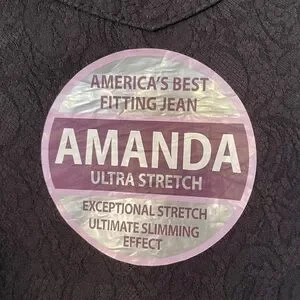 AMERICA'S BEST
FITTING JEAN
AMANDA
ULTRA STRETCH
EXCEPTIONAL STRETCH
ULTIMATE SLIMMING
EFFECT